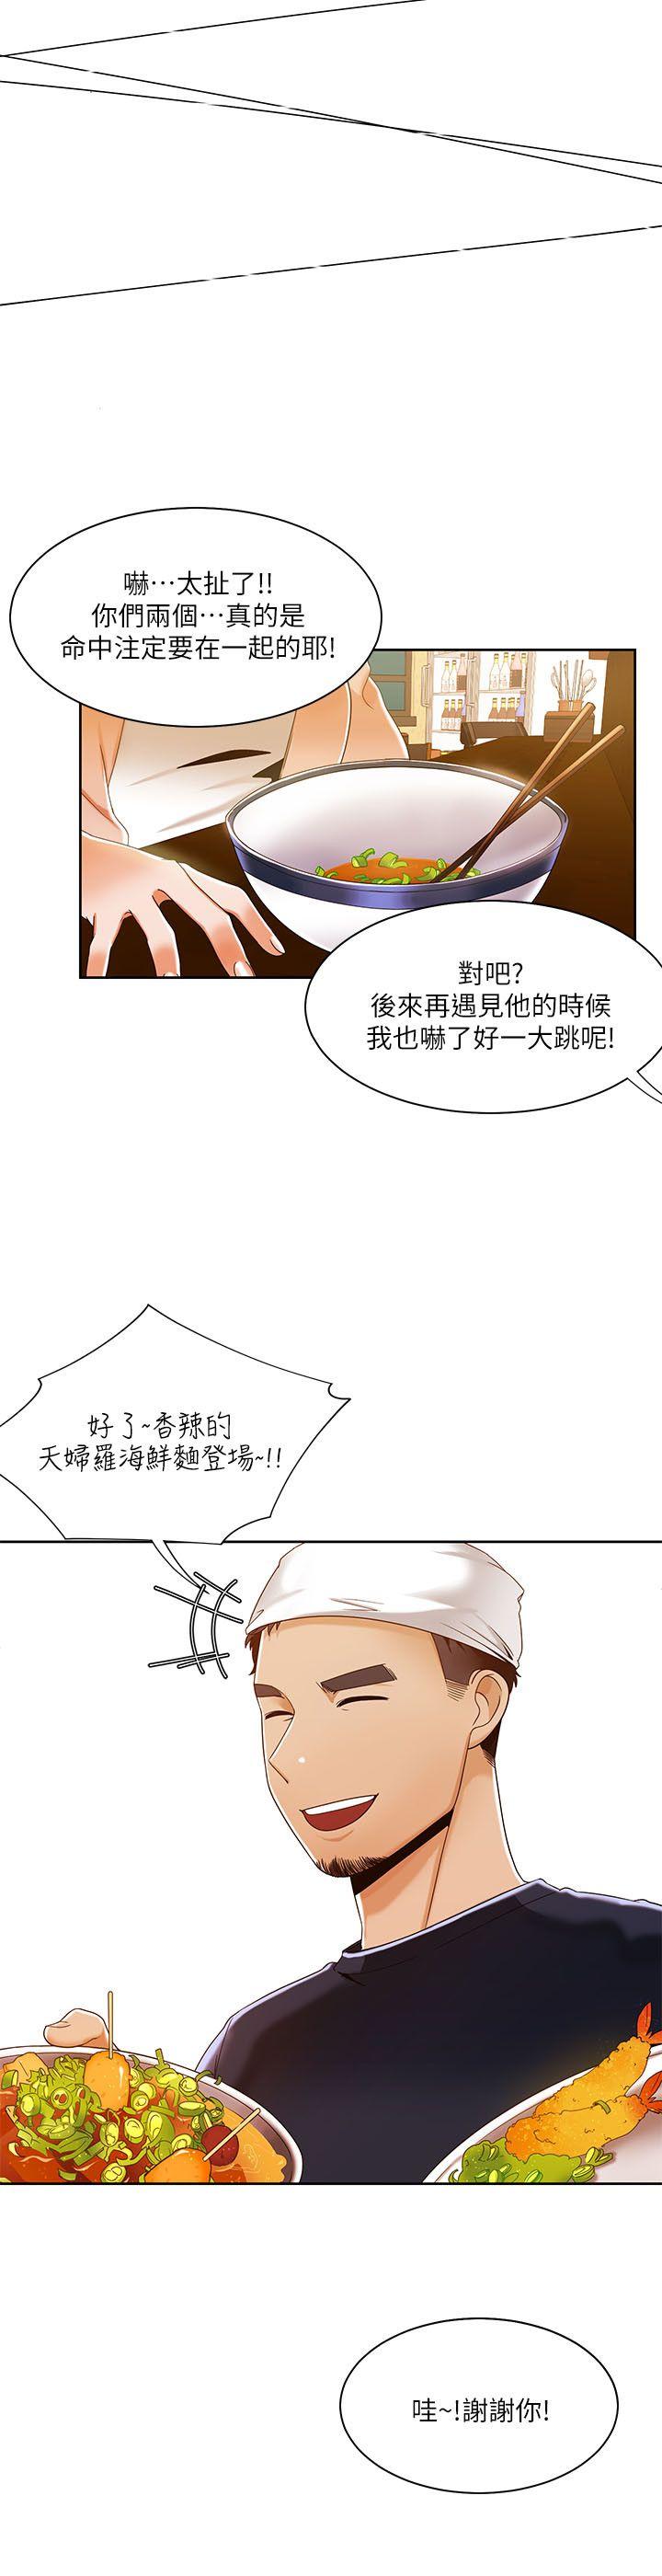 嚇⋯太扯了!!
你們兩個⋯真的是
命中注定要在一起的耶!
對吧?
後來再遇見他的時候
我也嚇了好一大跳呢!
好了~香辣的
天婦羅海鮮麵登場~!!
哇~!謝謝你!